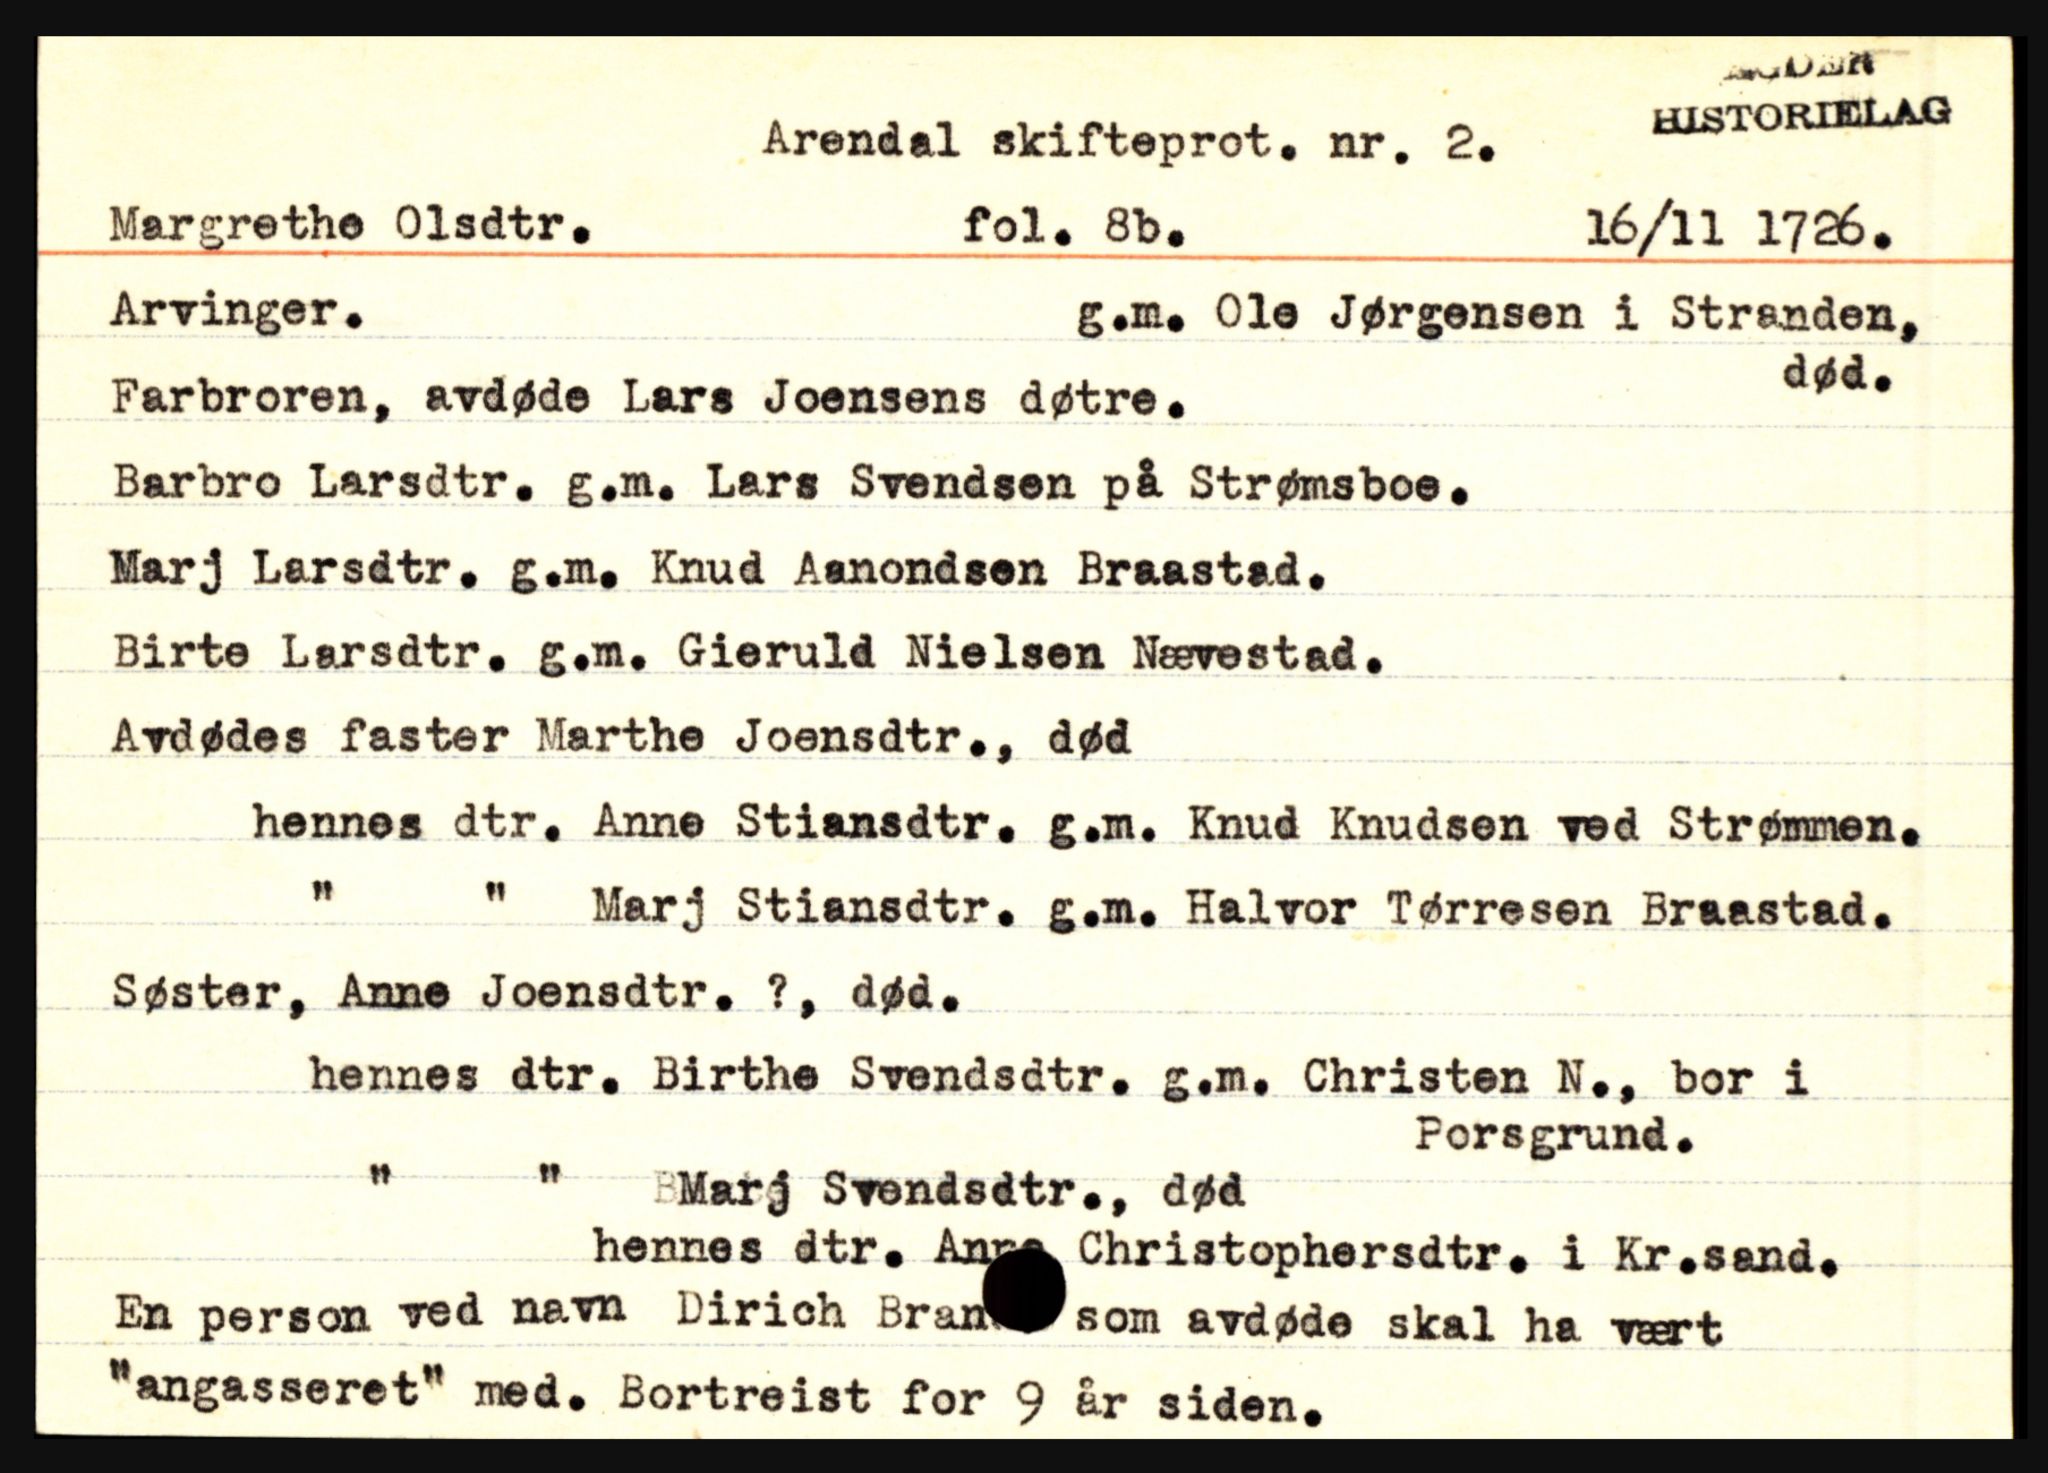 AGDER
HISTORIELAG
Arendal skifteprot. nr. 2.
Margrethe Olsdtr. fol. 8b. 16/11 1726.
Arvinger. g.m. Ole Jørgensen i Stranden,
død.
Farbroren, avdøde Lars Joensens døtre.
Barbro Larsdtr. g.m. Lars Svendsen på Strømsboe.
Marj Larsdtr. g.m. Knud Aanondsen Braastad.
Birte Larsdtr. g.m. Gieruld Nielsen Nævestad.
Avdødes faster Marthe Joensdtr., død
hennes dtr. Anne Stiansdtr. g.m. Knud Knudsen ved Strømmen.
" " Marj Stiansdtr. g.m. Halvor Tørresen Braastad.
Søster, Anne Joensdtr. ?, død.
hennes dtr. Birthe Svendsdtr. g.m. Christen N., bor i
Porsgrund.
" " Marj Svendsdtr., død
hennes dtr. Anne Christophersdtr. i Kr.sand.
En person ved navn Dirich som avdøde skal ha vært
"angasseret" med. Bortreist for 9 år siden.